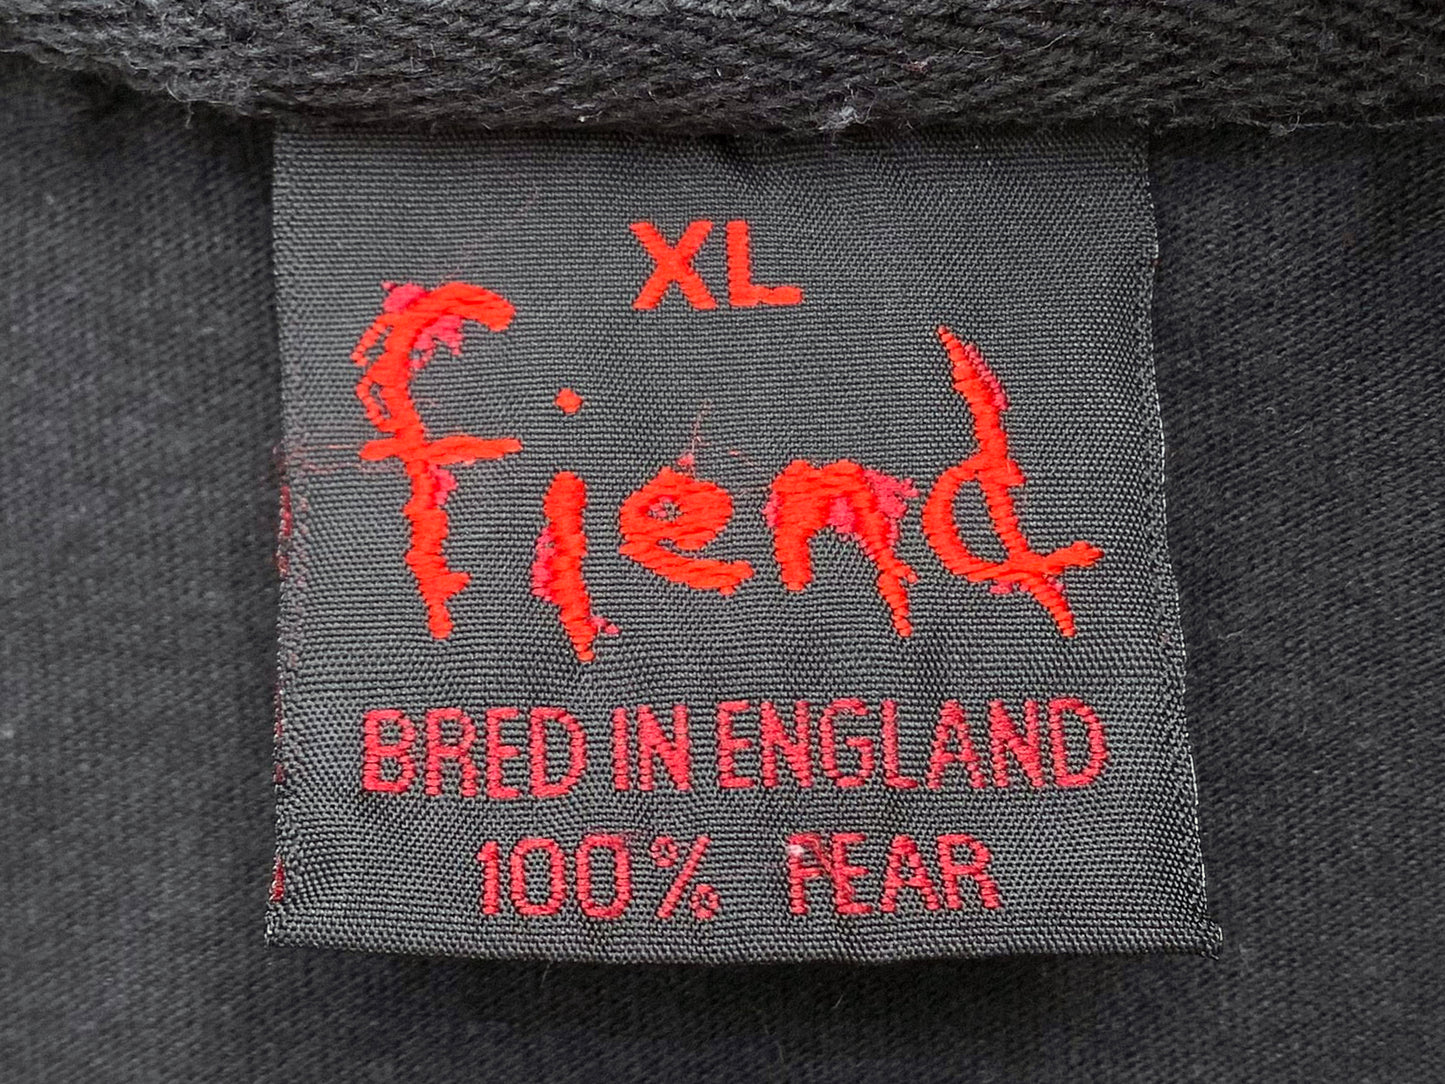 XL
fiend
BRED IN ENGLAND
100% FEAR